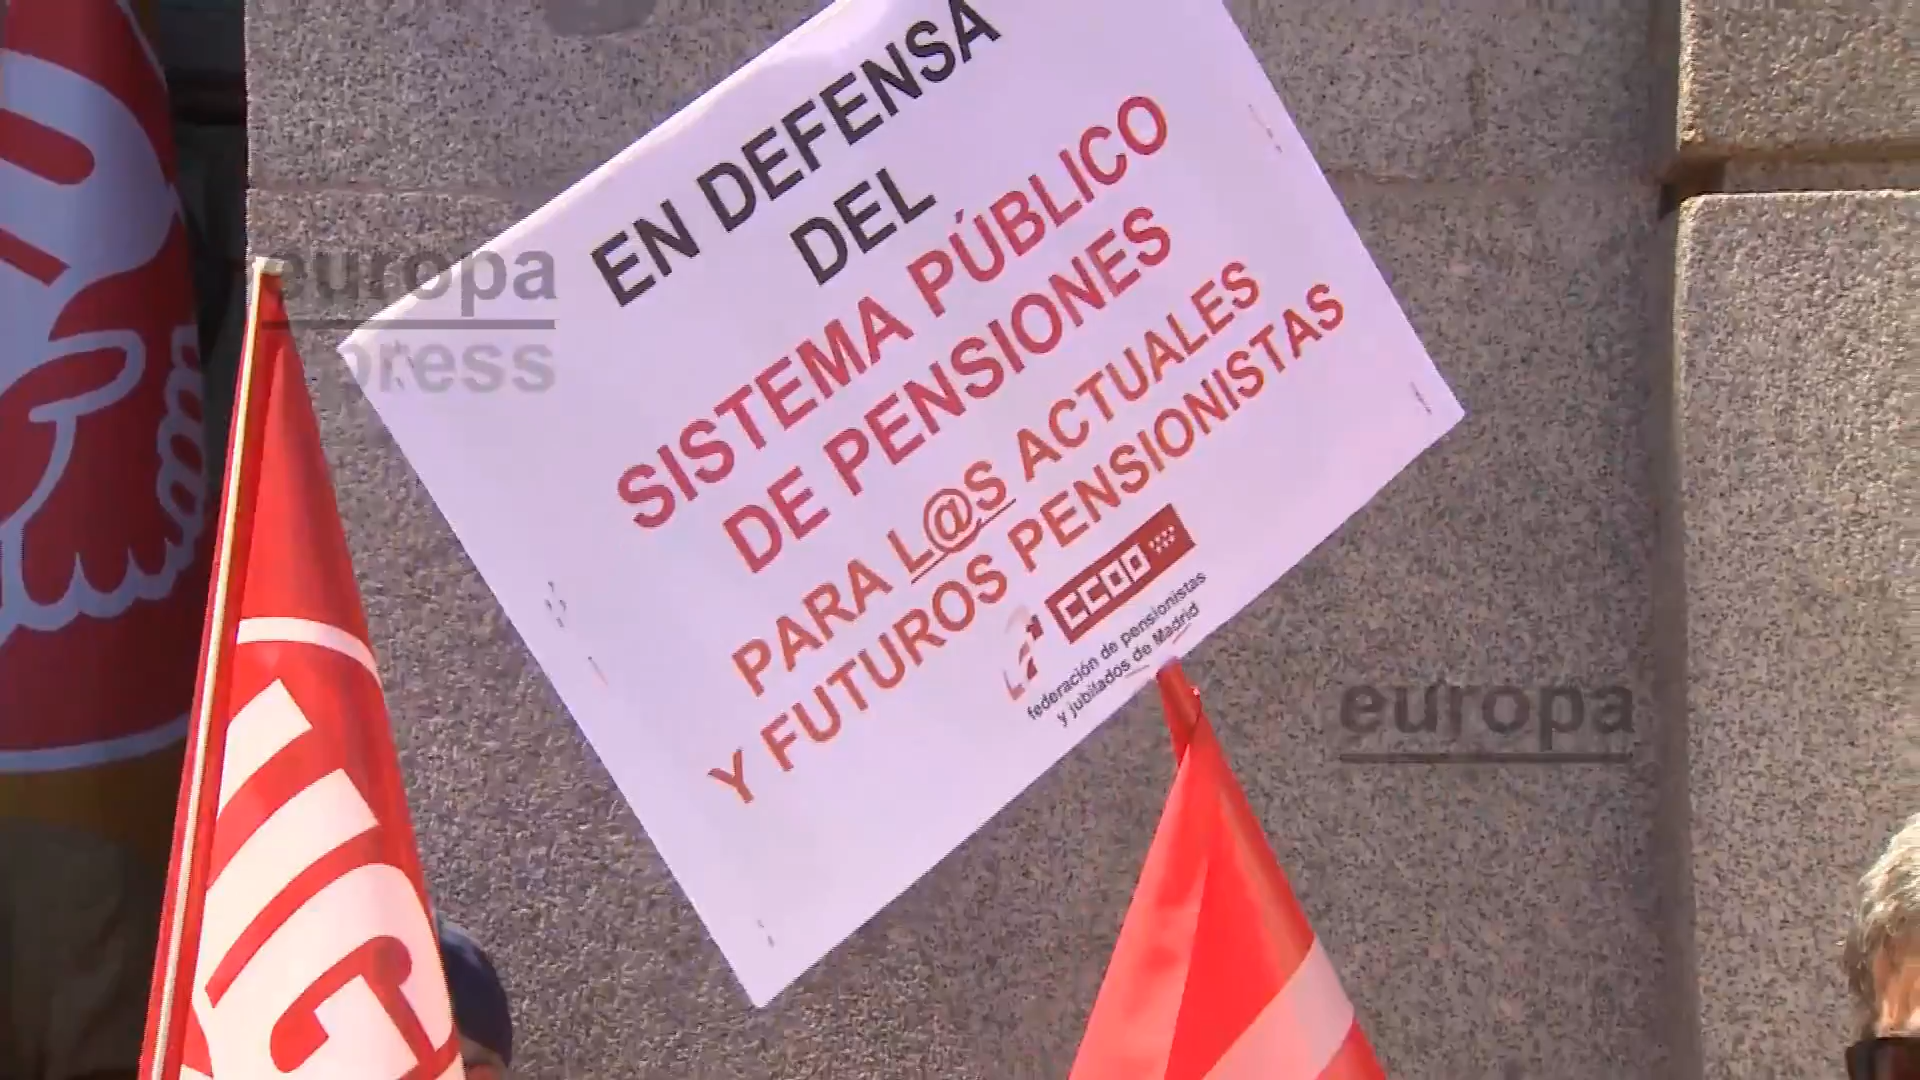 EN DEFENSA
DEL
SISTEMA PÚBLICO
DE PENSIONES
PARA L@S ACTUALES
Y FUTUROS PENSIONISTAS
CCOO
federación de pensionistas
y jubilados de Madrid
europa
press
europa
UG